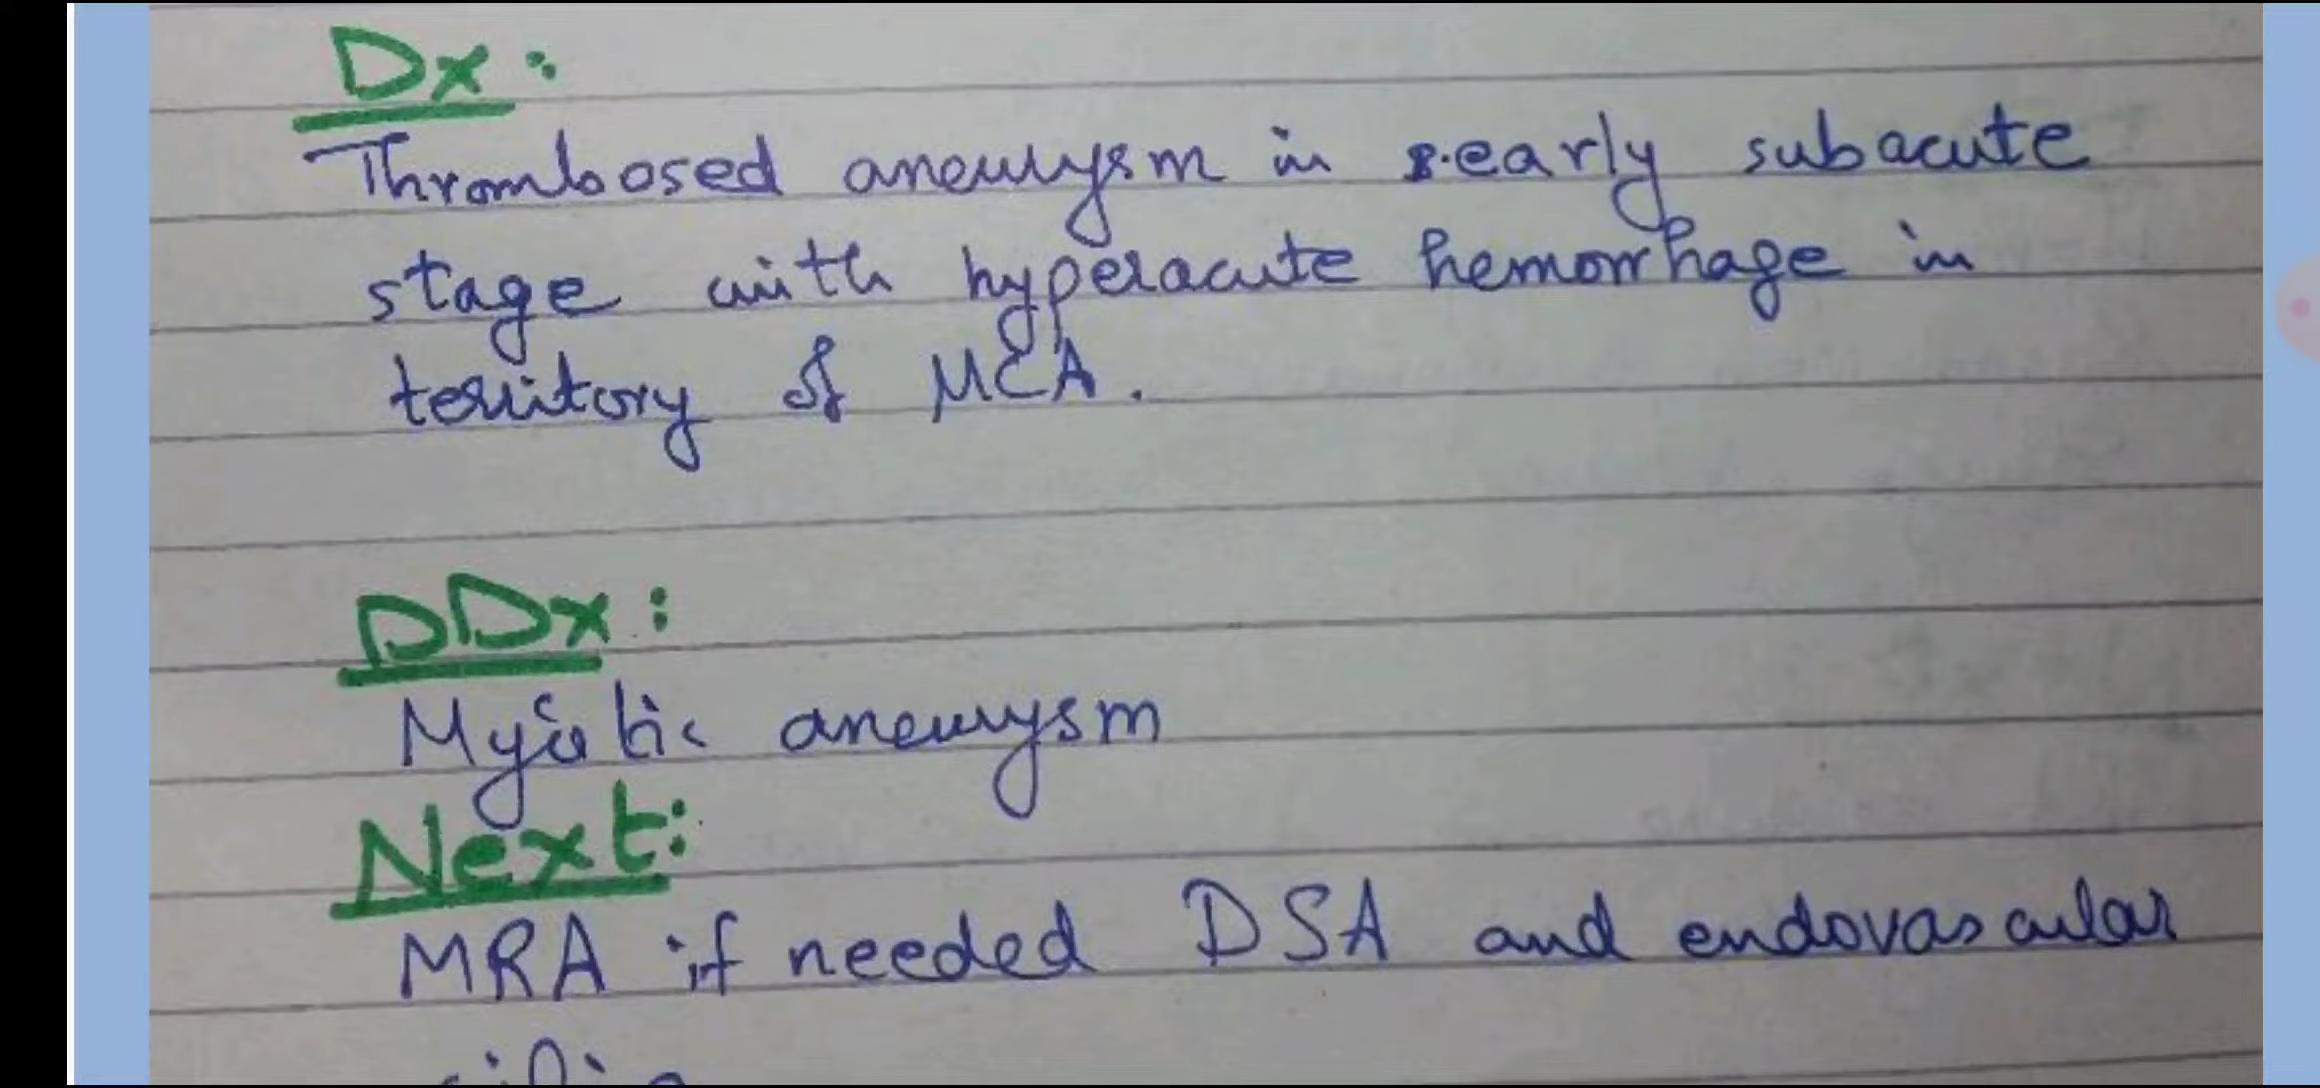 Dx:
Thrombosed aneurysm in early subacute
stage with hyperacute hemorrhage in
territory of MCA.
DDx:
Mycotic aneurysm
Next:
MRA if needed DSA and endovascular